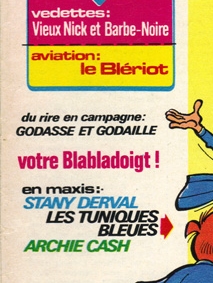 vedettes:
Vieux Nick et Barbe-Noire
aviation:
le Blériot
du rire en campagne:
GODASSE ET GODAILLE
votre Blabladoigt !
en maxis:
STANY DERVAL
LES TUNIQUES
BLEUES
ARCHIE CASH